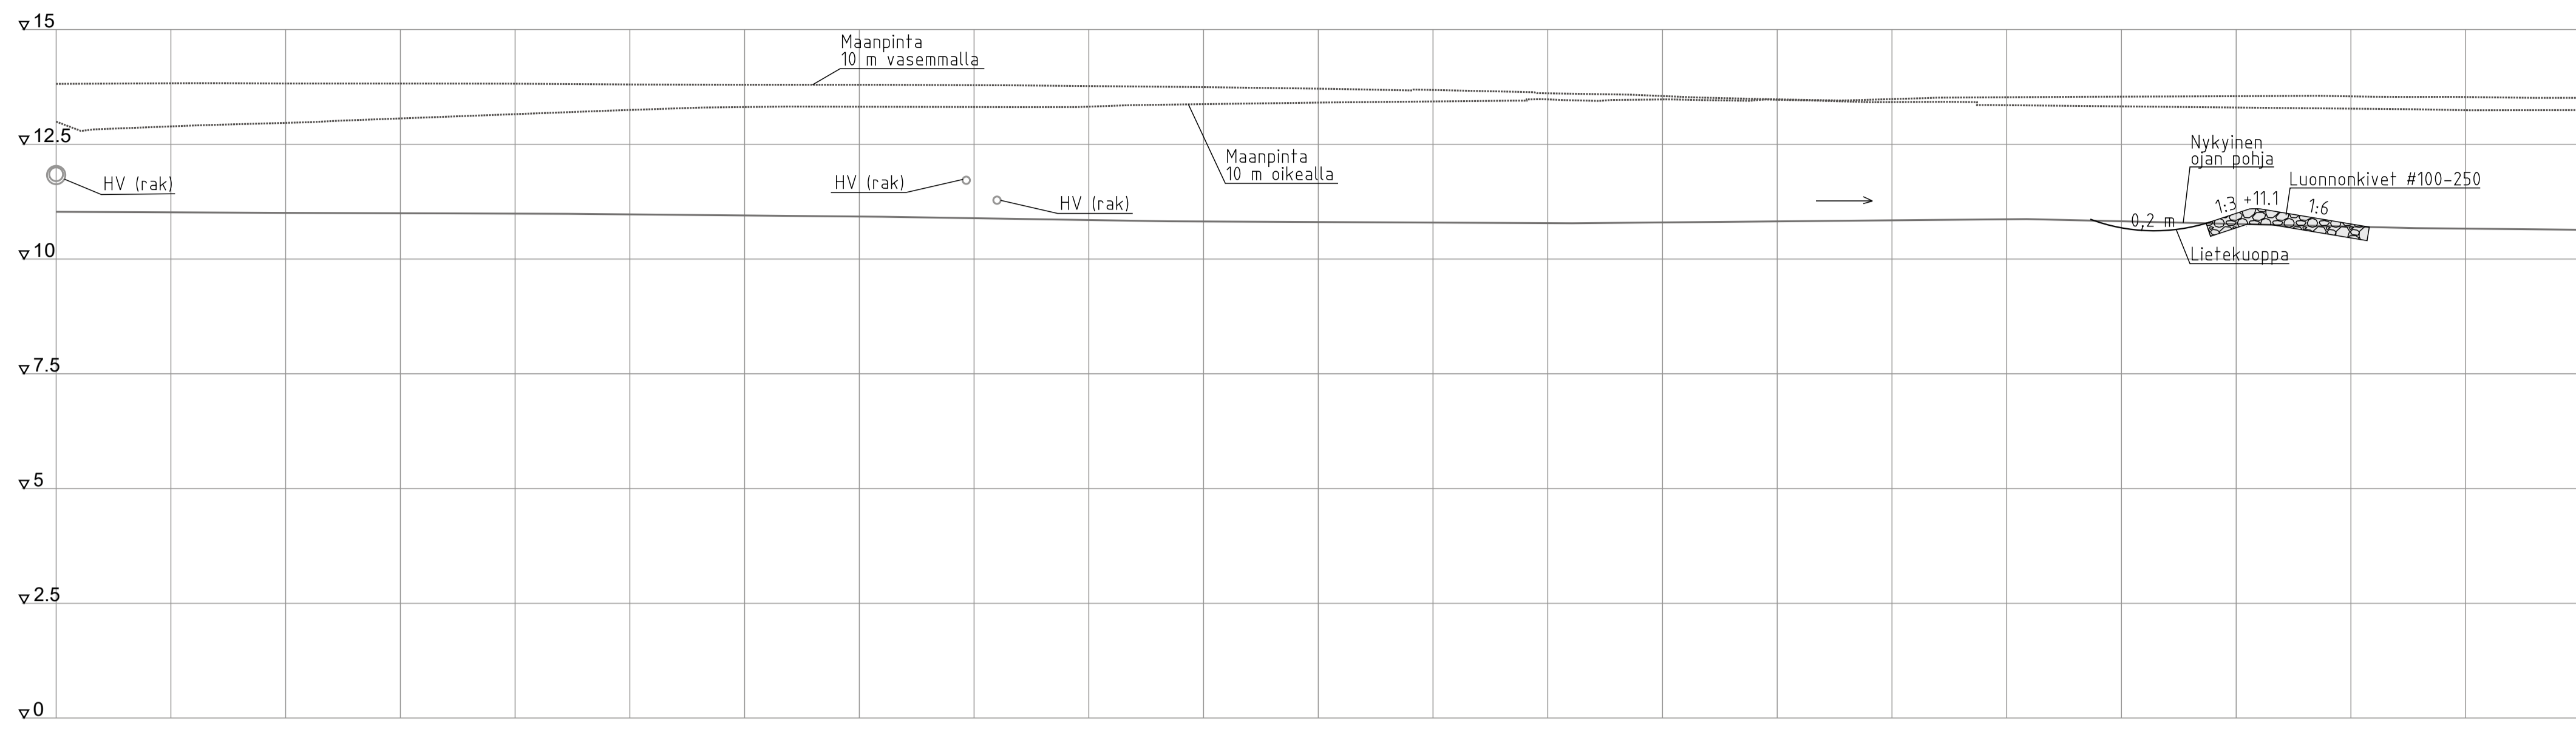 15
Maanpinta
10 m vasemmalla
12.5
HV (rak)
HV (rak)
HV (rak)
Maanpinta
10 m oikealla
Nykyinen
ojan pohja
Luonnonkivet #100-250
1:3
+11.1
1:6
0,2 m
Lietekuoppa
10
7.5
5
2.5
0